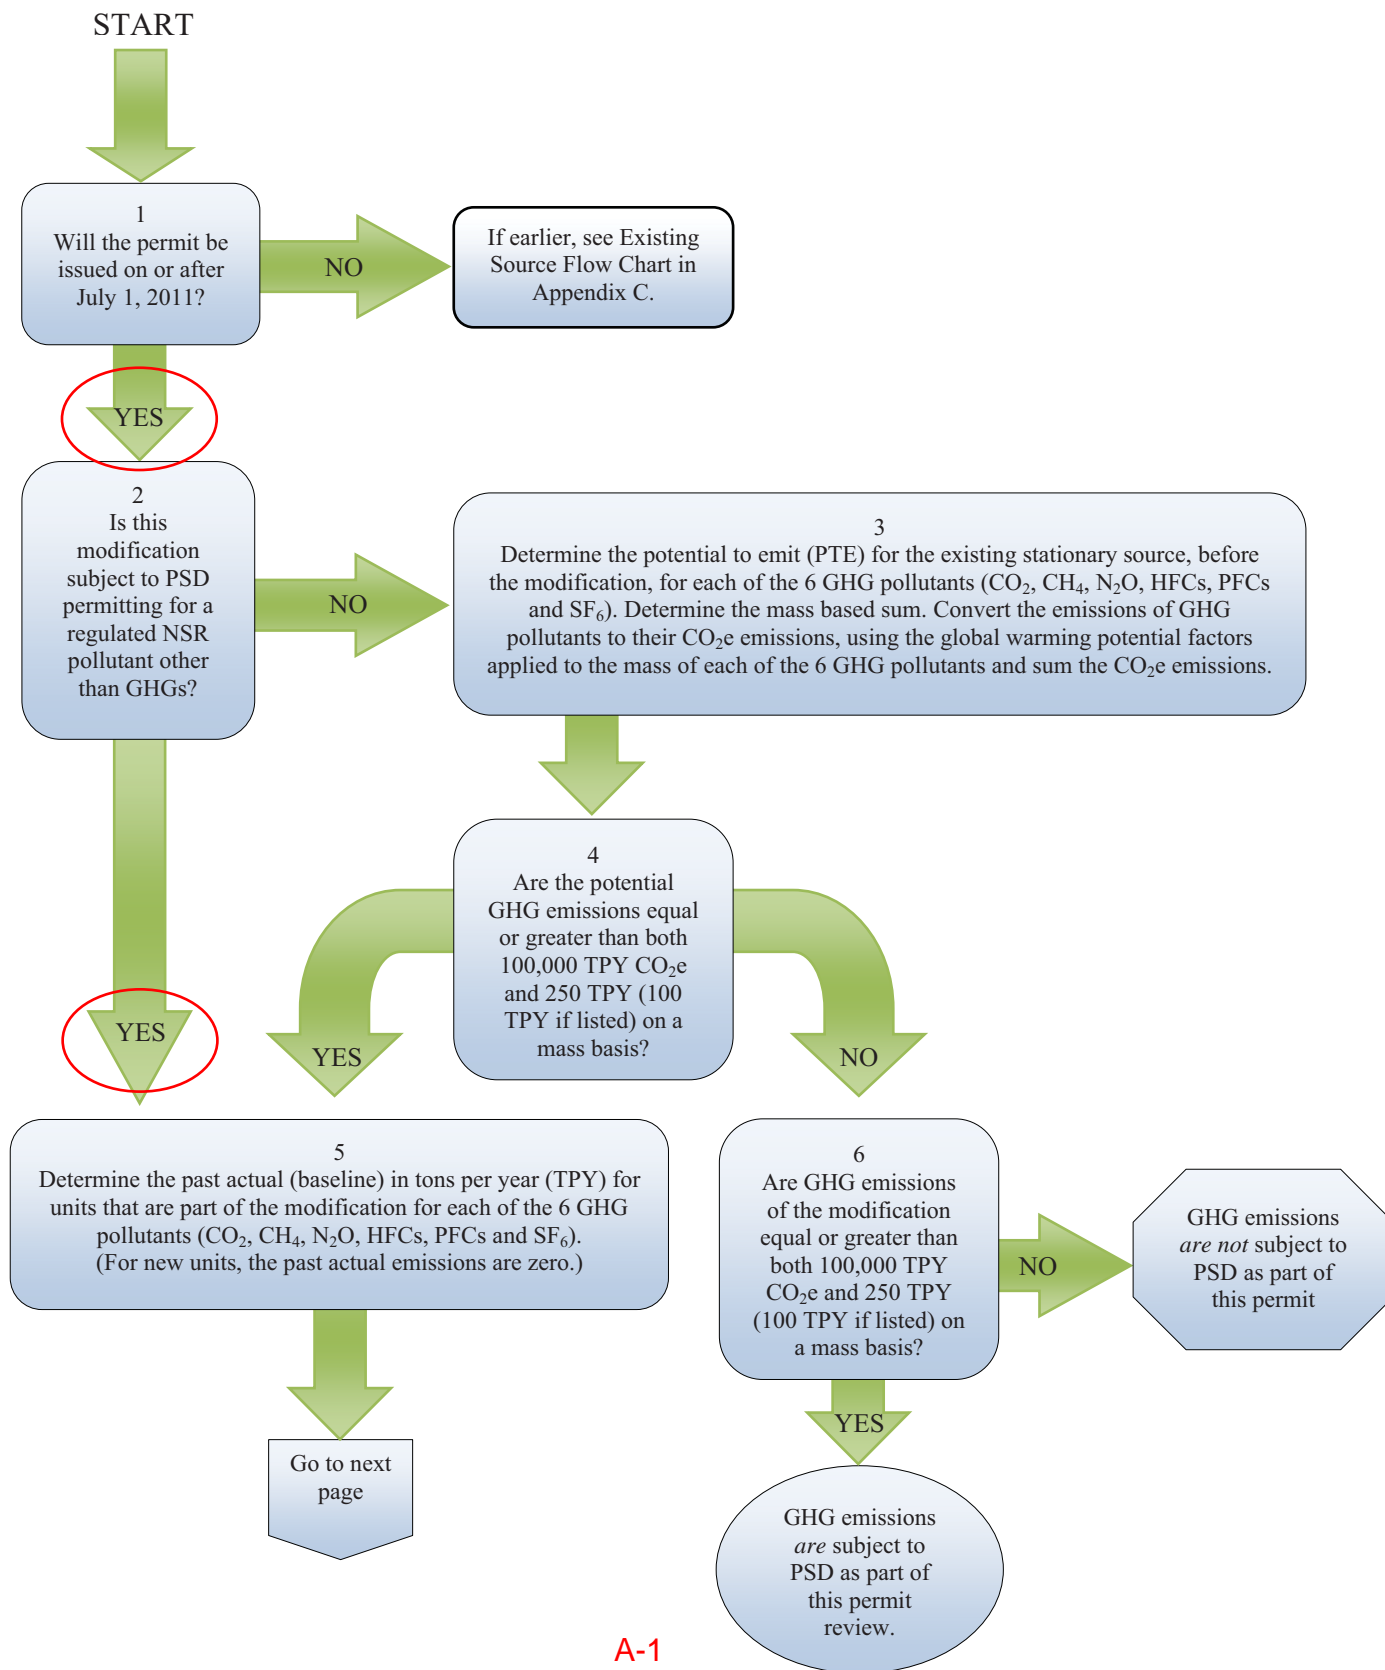 START
1
Will the permit be
issued on or after
July 1, 2011?
NO
If earlier, see Existing
Source Flow Chart in
Appendix C.
YES
2
Is this
modification
subject to PSD
permitting for a
regulated NSR
pollutant other
than GHGs?
NO
3
Determine the potential to emit (PTE) for the existing stationary source, before
the modification, for each of the 6 GHG pollutants (CO₂, CH₄, N₂O, HFCs, PFCs
and SF₆). Determine the mass based sum. Convert the emissions of GHG
pollutants to their CO₂e emissions, using the global warming potential factors
applied to the mass of each of the 6 GHG pollutants and sum the CO₂e emissions.
4
Are the potential
GHG emissions equal
or greater than both
100,000 TPY CO₂e
and 250 TPY (100
TPY if listed) on a
mass basis?
YES
YES
NO
5
Determine the past actual (baseline) in tons per year (TPY) for
units that are part of the modification for each of the 6 GHG
pollutants (CO₂, CH₄, N₂O, HFCs, PFCs and SF₆).
(For new units, the past actual emissions are zero.)
6
Are GHG emissions
of the modification
equal or greater than
both 100,000 TPY
CO₂e and 250 TPY
(100 TPY if listed) on
a mass basis?
NO
GHG emissions
are not subject to
PSD as part of
this permit
Go to next
page
YES
GHG emissions
are subject to
PSD as part of
this permit
review.
A-1